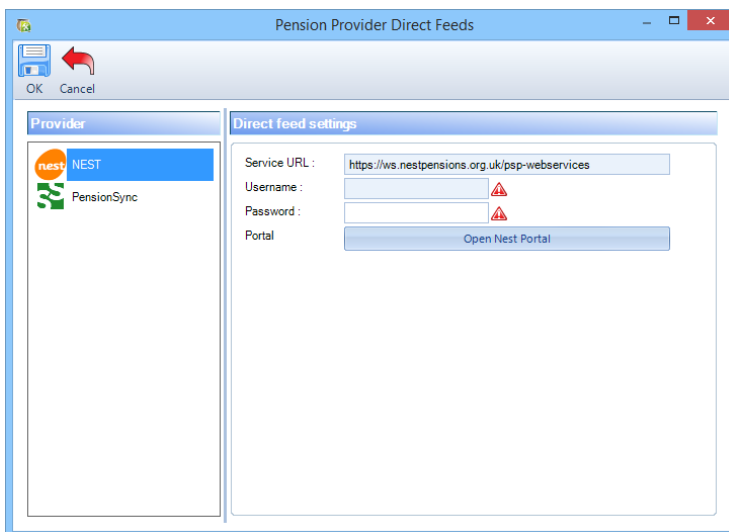 Pension Provider Direct Feeds
OK Cancel
Provider
Direct feed settings
nest NEST
PensionSync
Service URL : https://ws.nestpensions.org.uk/psp-webservices
Username :
Password :
Portal Open Nest Portal